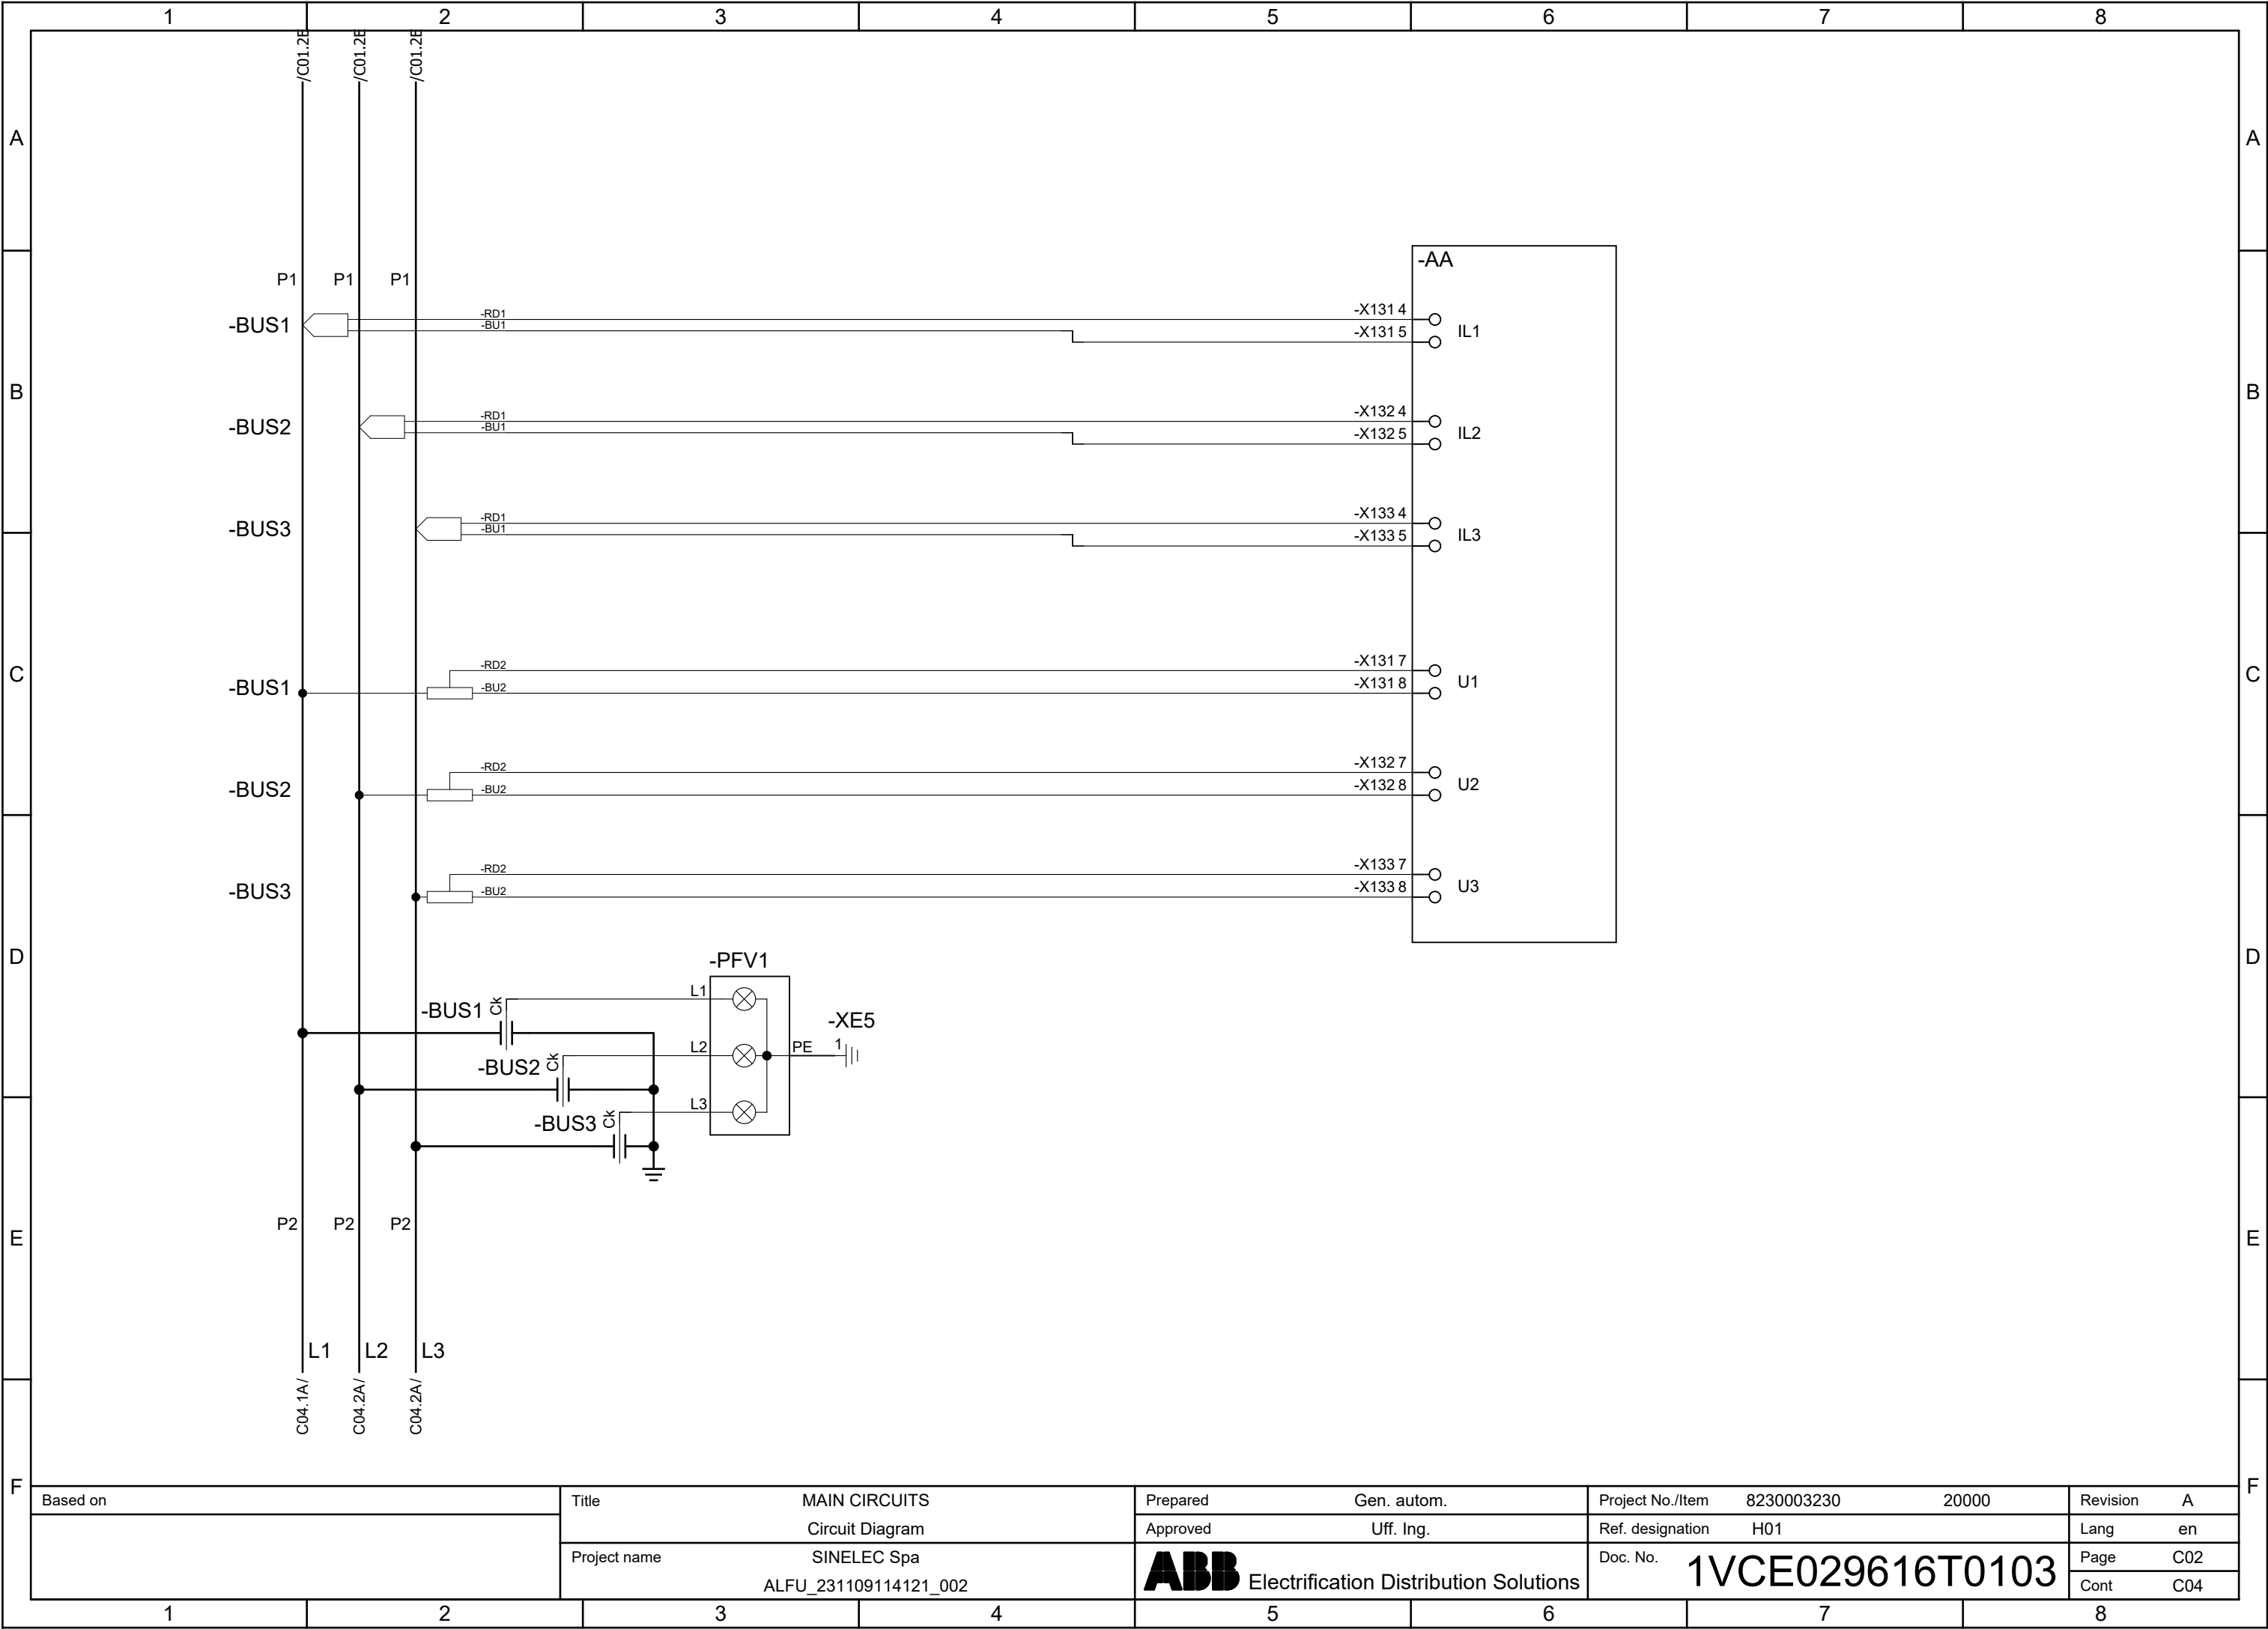 1 2 3 4 5 6 7 8
/C01.2E /C01.2E /C01.2E
A A
-AA
P1 P1 P1
-BUS1 -RD1 -X131 4
-BU1 -X131 5 IL1
B B
-BUS2 -RD1 -X132 4
-BU1 -X132 5 IL2
-BUS3 -RD1 -X133 4
-BU1 -X133 5 IL3
C C
-BUS1 -RD2 -X131 7
-BU2 -X131 8 U1
-BUS2 -RD2 -X132 7
-BU2 -X132 8 U2
-BUS3 -RD2 -X133 7
-BU2 -X133 8 U3
D D
-PFV1
-BUS1 Ck L1
-XE5
-BUS2 Ck L2 PE 1
-BUS3 Ck L3
P2 P2 P2
E E
L1 L2 L3
C04.1A/ C04.2A/ C04.2A/
F F
Based on
Title MAIN CIRCUITS
Circuit Diagram
Project name SINELEC Spa
ALFU_231109114121_002
Prepared Gen. autom.
Approved Uff. Ing.
ABB Electrification Distribution Solutions
Project No./Item 8230003230 20000
Ref. designation H01
Doc. No. 1VCE029616T0103
Revision A
Lang en
Page C02
Cont C04
1 2 3 4 5 6 7 8